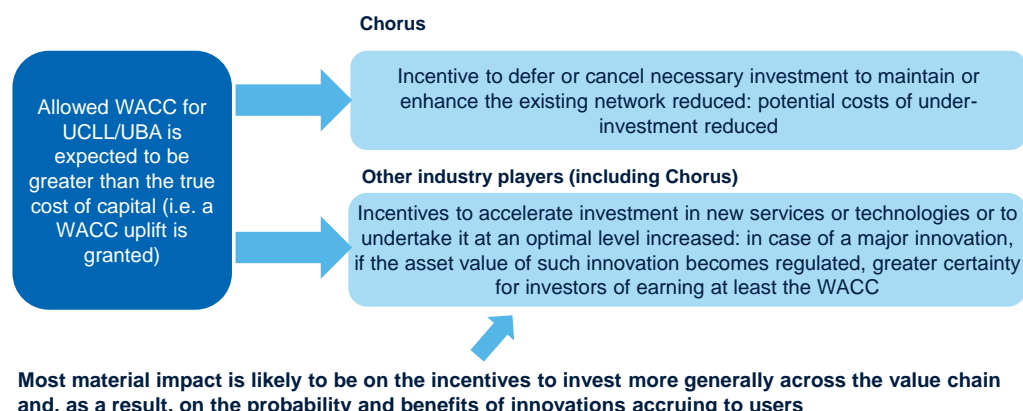 Chorus
Allowed WACC for
UCLL/UBA is
expected to be
greater than the true
cost of capital (i.e. a
WACC uplift is
granted)
Incentive to defer or cancel necessary investment to maintain or
enhance the existing network reduced: potential costs of under-
investment reduced
Other industry players (including Chorus)
Incentives to accelerate investment in new services or technologies or to
undertake it at an optimal level increased: in case of a major innovation,
if the asset value of such innovation becomes regulated, greater certainty
for investors of earning at least the WACC
Most material impact is likely to be on the incentives to invest more generally across the value chain
and, as a result, on the probability and benefits of innovations accruing to users